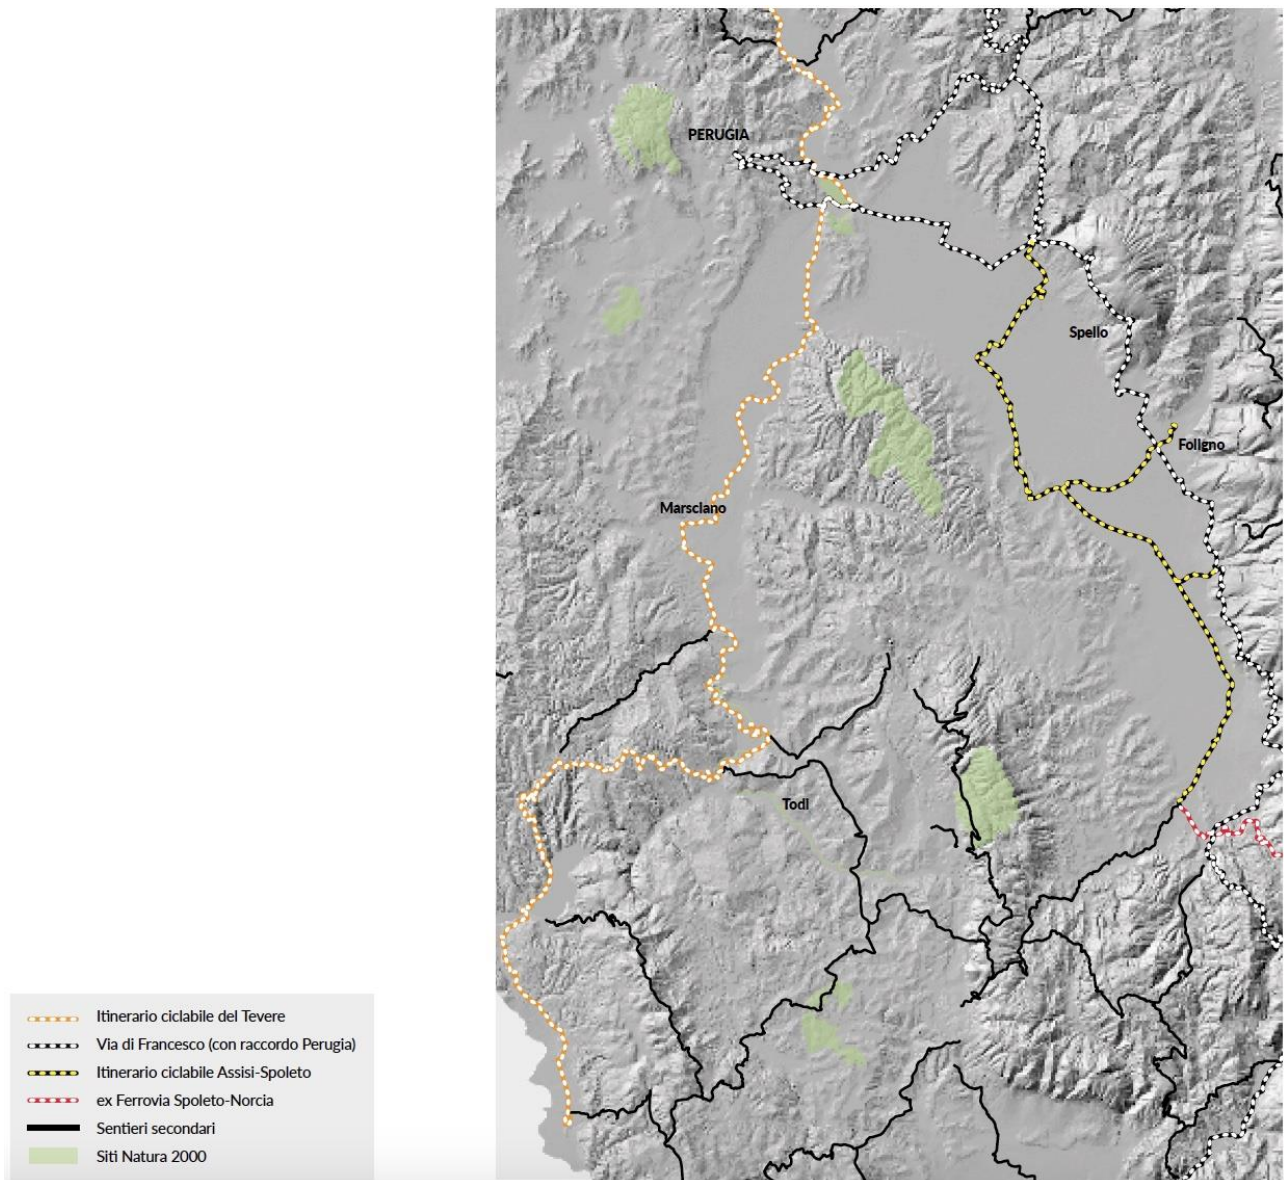 PERUGIA
Spello
Foligno
Marsciano
Todi
Itinerario ciclabile del Tevere
Via di Francesco (con raccordo Perugia)
Itinerario ciclabile Assisi-Spoleto
ex Ferrovia Spoleto-Norcia
Sentieri secondari
Siti Natura 2000